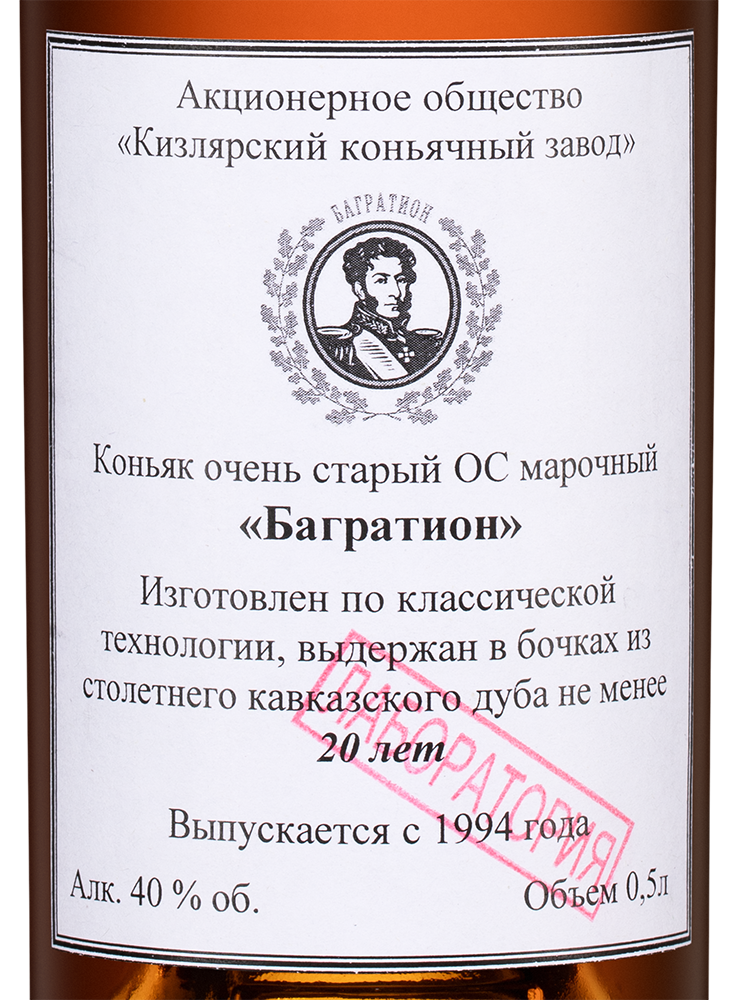 Акционерное общество
«Кизлярский коньячный завод»
БАГРАТИОН
Коньяк очень старый ОС марочный
«Багратион»
Изготовлен по классической
технологии, выдержан в бочках из
столетнего кавказского дуба не менее
20 лет
ЛАБОРАТОРИЯ
Выпускается с 1994 года
Алк. 40 % об. Объем 0,5л